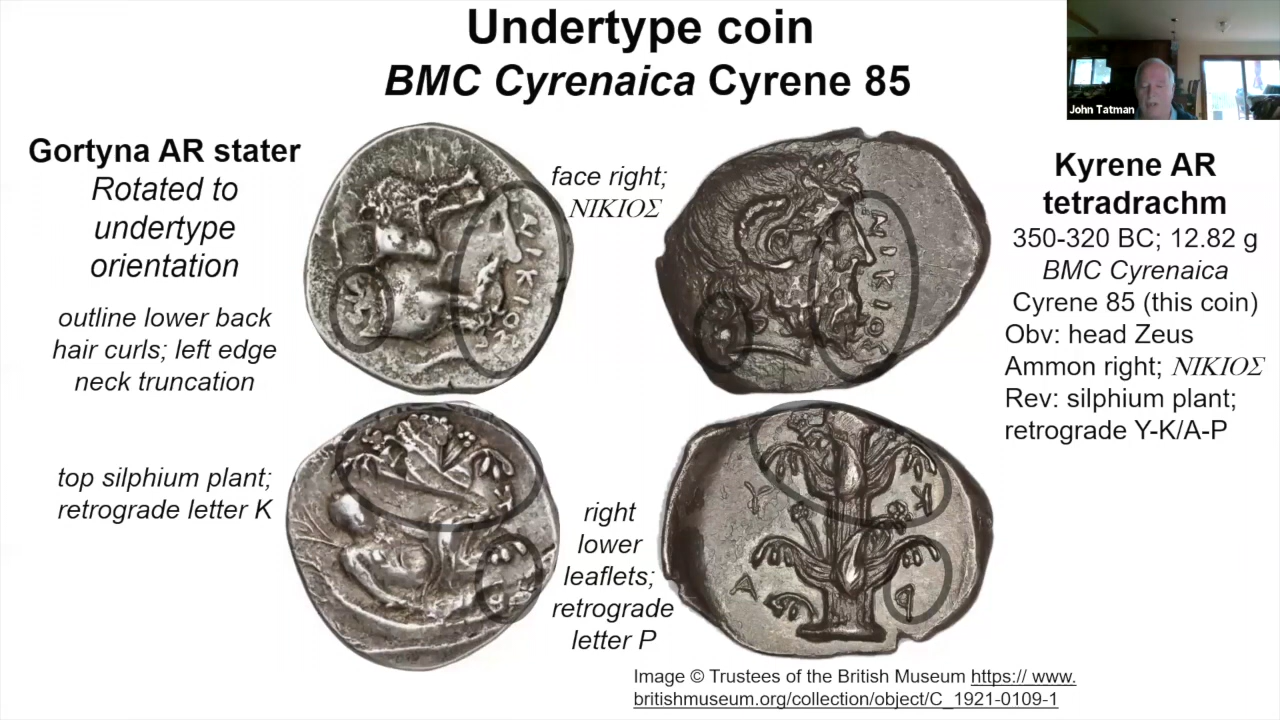 Undertype coin
BMC Cyrenaica Cyrene 85
John Tatman
Gortyna AR stater
Rotated to
undertype
orientation
outline lower back
hair curls; left edge
neck truncation
top silphium plant;
retrograde letter K
face right;
ΝΙΚΙΟΣ
right
lower
leaflets;
retrograde
letter P
Kyrene AR
tetradrachm
350-320 BC; 12.82 g
BMC Cyrenaica
Cyrene 85 (this coin)
Obv: head Zeus
Ammon right; ΝΙΚΙΟΣ
Rev: silphium plant;
retrograde Y-K/A-P
Image © Trustees of the British Museum https:// www.
britishmuseum.org/collection/object/C_1921-0109-1